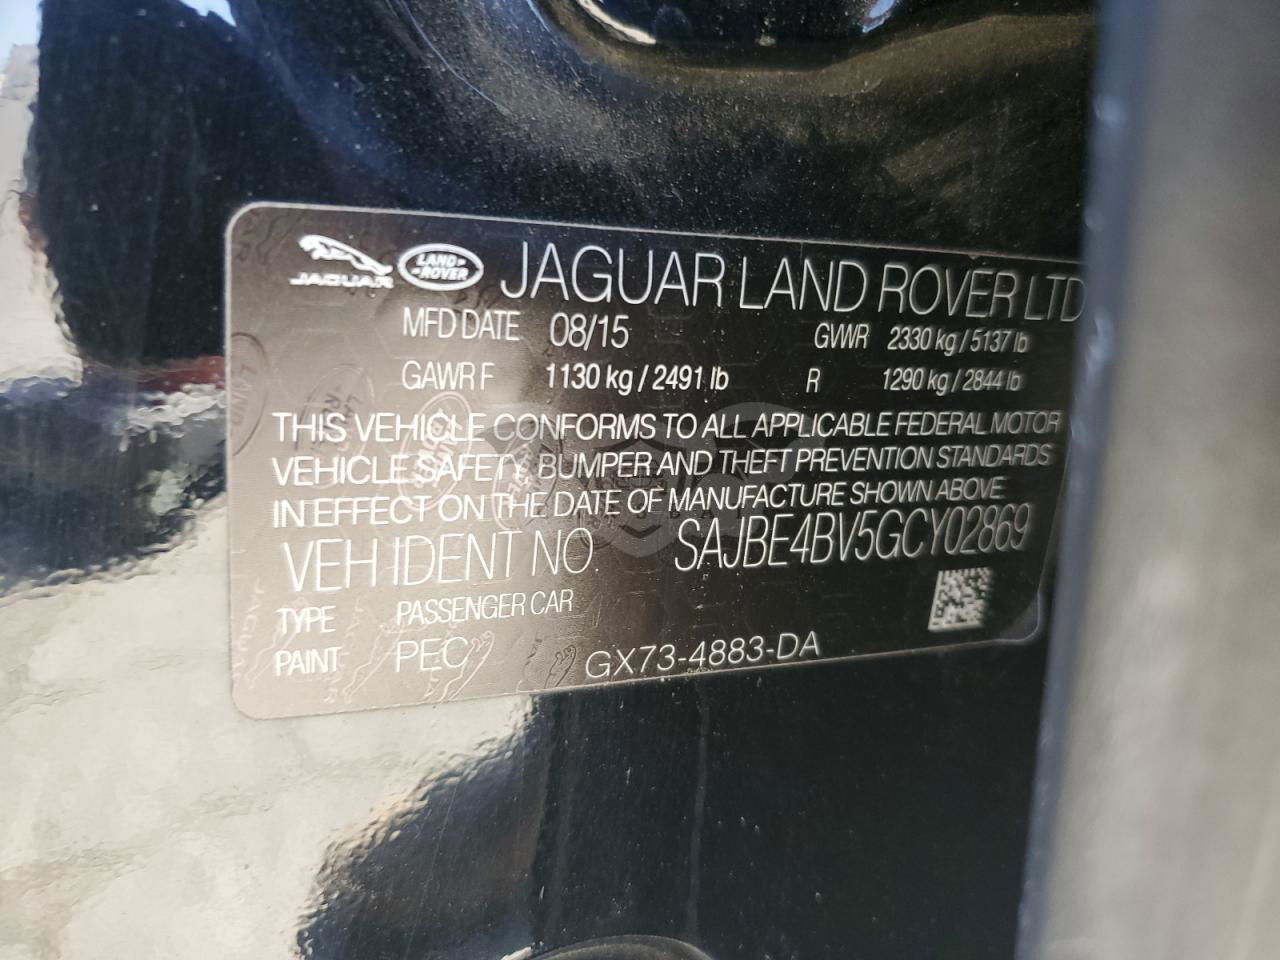 JAGUAR LAND ROVER JAGUAR LAND ROVER LTD
MFD DATE 08/15 GVWR 2330 kg / 5137 lb
GAWR F 1130 kg / 2491 lb R 1290 kg / 2844 lb
THIS VEHICLE CONFORMS TO ALL APPLICABLE FEDERAL MOTOR
VEHICLE SAFETY, BUMPER AND THEFT PREVENTION STANDARDS
IN EFFECT ON THE DATE OF MANUFACTURE SHOWN ABOVE
VEH IDENT NO. SAJBE4BV5GCY02869
TYPE PASSENGER CAR
PAINT PEC GX73-4883-DA